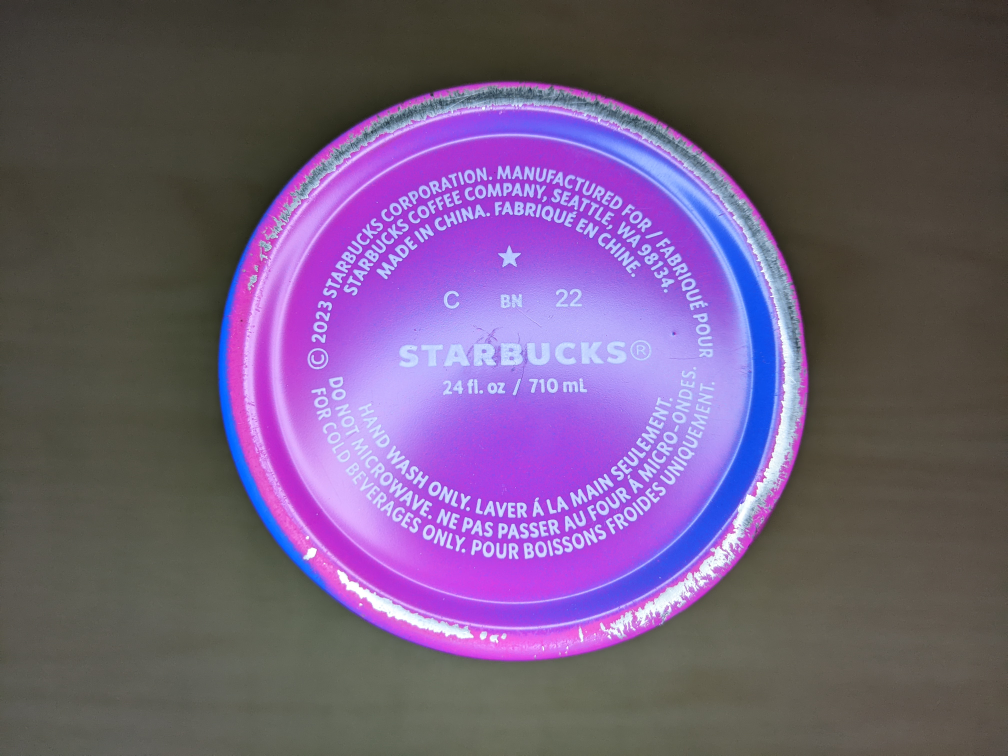 © 2023 STARBUCKS CORPORATION. MANUFACTURED FOR / FABRIQUÉ POUR
STARBUCKS COFFEE COMPANY, SEATTLE, WA 98134.
MADE IN CHINA. FABRIQUÉ EN CHINE.
C BN 22
STARBUCKS®
24 fl. oz / 710 mL
HAND WASH ONLY. LAVER Á LA MAIN SEULEMENT.
DO NOT MICROWAVE. NE PAS PASSER AU FOUR Á MICRO-ONDES.
FOR COLD BEVERAGES ONLY. POUR BOISSONS FROIDES UNIQUEMENT.